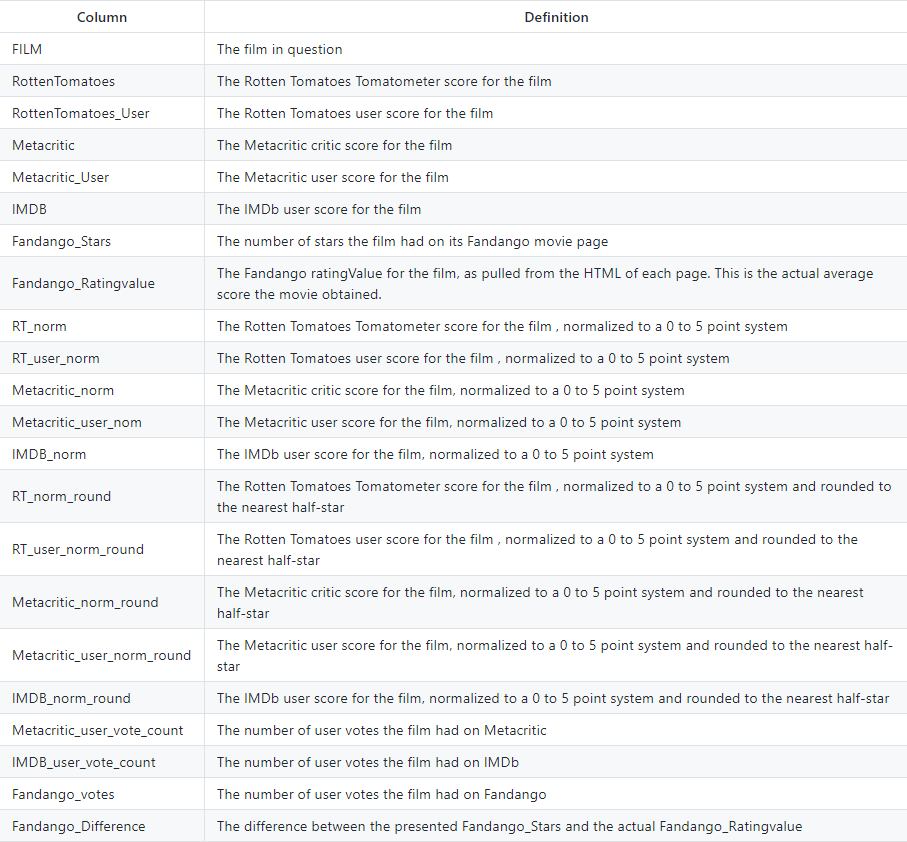 Column Definition
FILM The film in question
RottenTomatoes The Rotten Tomatoes Tomatometer score for the film
RottenTomatoes_User The Rotten Tomatoes user score for the film
Metacritic The Metacritic critic score for the film
Metacritic_User The Metacritic user score for the film
IMDB The IMDb user score for the film
Fandango_Stars The number of stars the film had on its Fandango movie page
Fandango_Ratingvalue The Fandango ratingValue for the film, as pulled from the HTML of each page. This is the actual average
score the movie obtained.
RT_norm The Rotten Tomatoes Tomatometer score for the film , normalized to a 0 to 5 point system
RT_user_norm The Rotten Tomatoes user score for the film , normalized to a 0 to 5 point system
Metacritic_norm The Metacritic critic score for the film, normalized to a 0 to 5 point system
Metacritic_user_nom The Metacritic user score for the film, normalized to a 0 to 5 point system
IMDB_norm The IMDb user score for the film, normalized to a 0 to 5 point system
RT_norm_round The Rotten Tomatoes Tomatometer score for the film , normalized to a 0 to 5 point system and rounded to
the nearest half-star
RT_user_norm_round The Rotten Tomatoes user score for the film , normalized to a 0 to 5 point system and rounded to the
nearest half-star
Metacritic_norm_round The Metacritic critic score for the film, normalized to a 0 to 5 point system and rounded to the nearest
half-star
Metacritic_user_norm_round The Metacritic user score for the film, normalized to a 0 to 5 point system and rounded to the nearest half-
star
IMDB_norm_round The IMDb user score for the film, normalized to a 0 to 5 point system and rounded to the nearest half-star
Metacritic_user_vote_count The number of user votes the film had on Metacritic
IMDB_user_vote_count The number of user votes the film had on IMDb
Fandango_votes The number of user votes the film had on Fandango
Fandango_Difference The difference between the presented Fandango_Stars and the actual Fandango_Ratingvalue